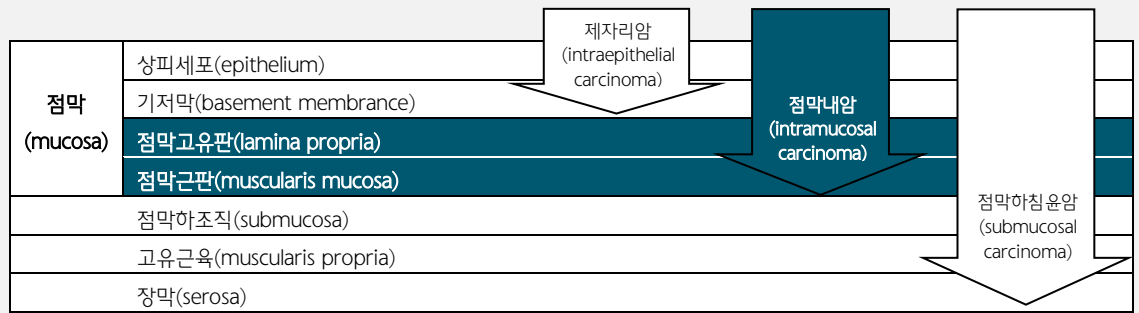 제자리암
(intraepithelial
carcinoma)
점막내암
(intramucosal
carcinoma)
점막하침윤암
(submucosal
carcinoma)
점막
(mucosa)
상피세포(epithelium)
기저막(basement membrance)
점막고유판(lamina propria)
점막근판(muscularis mucosa)
점막하조직(submucosa)
고유근육(muscularis propria)
장막(serosa)